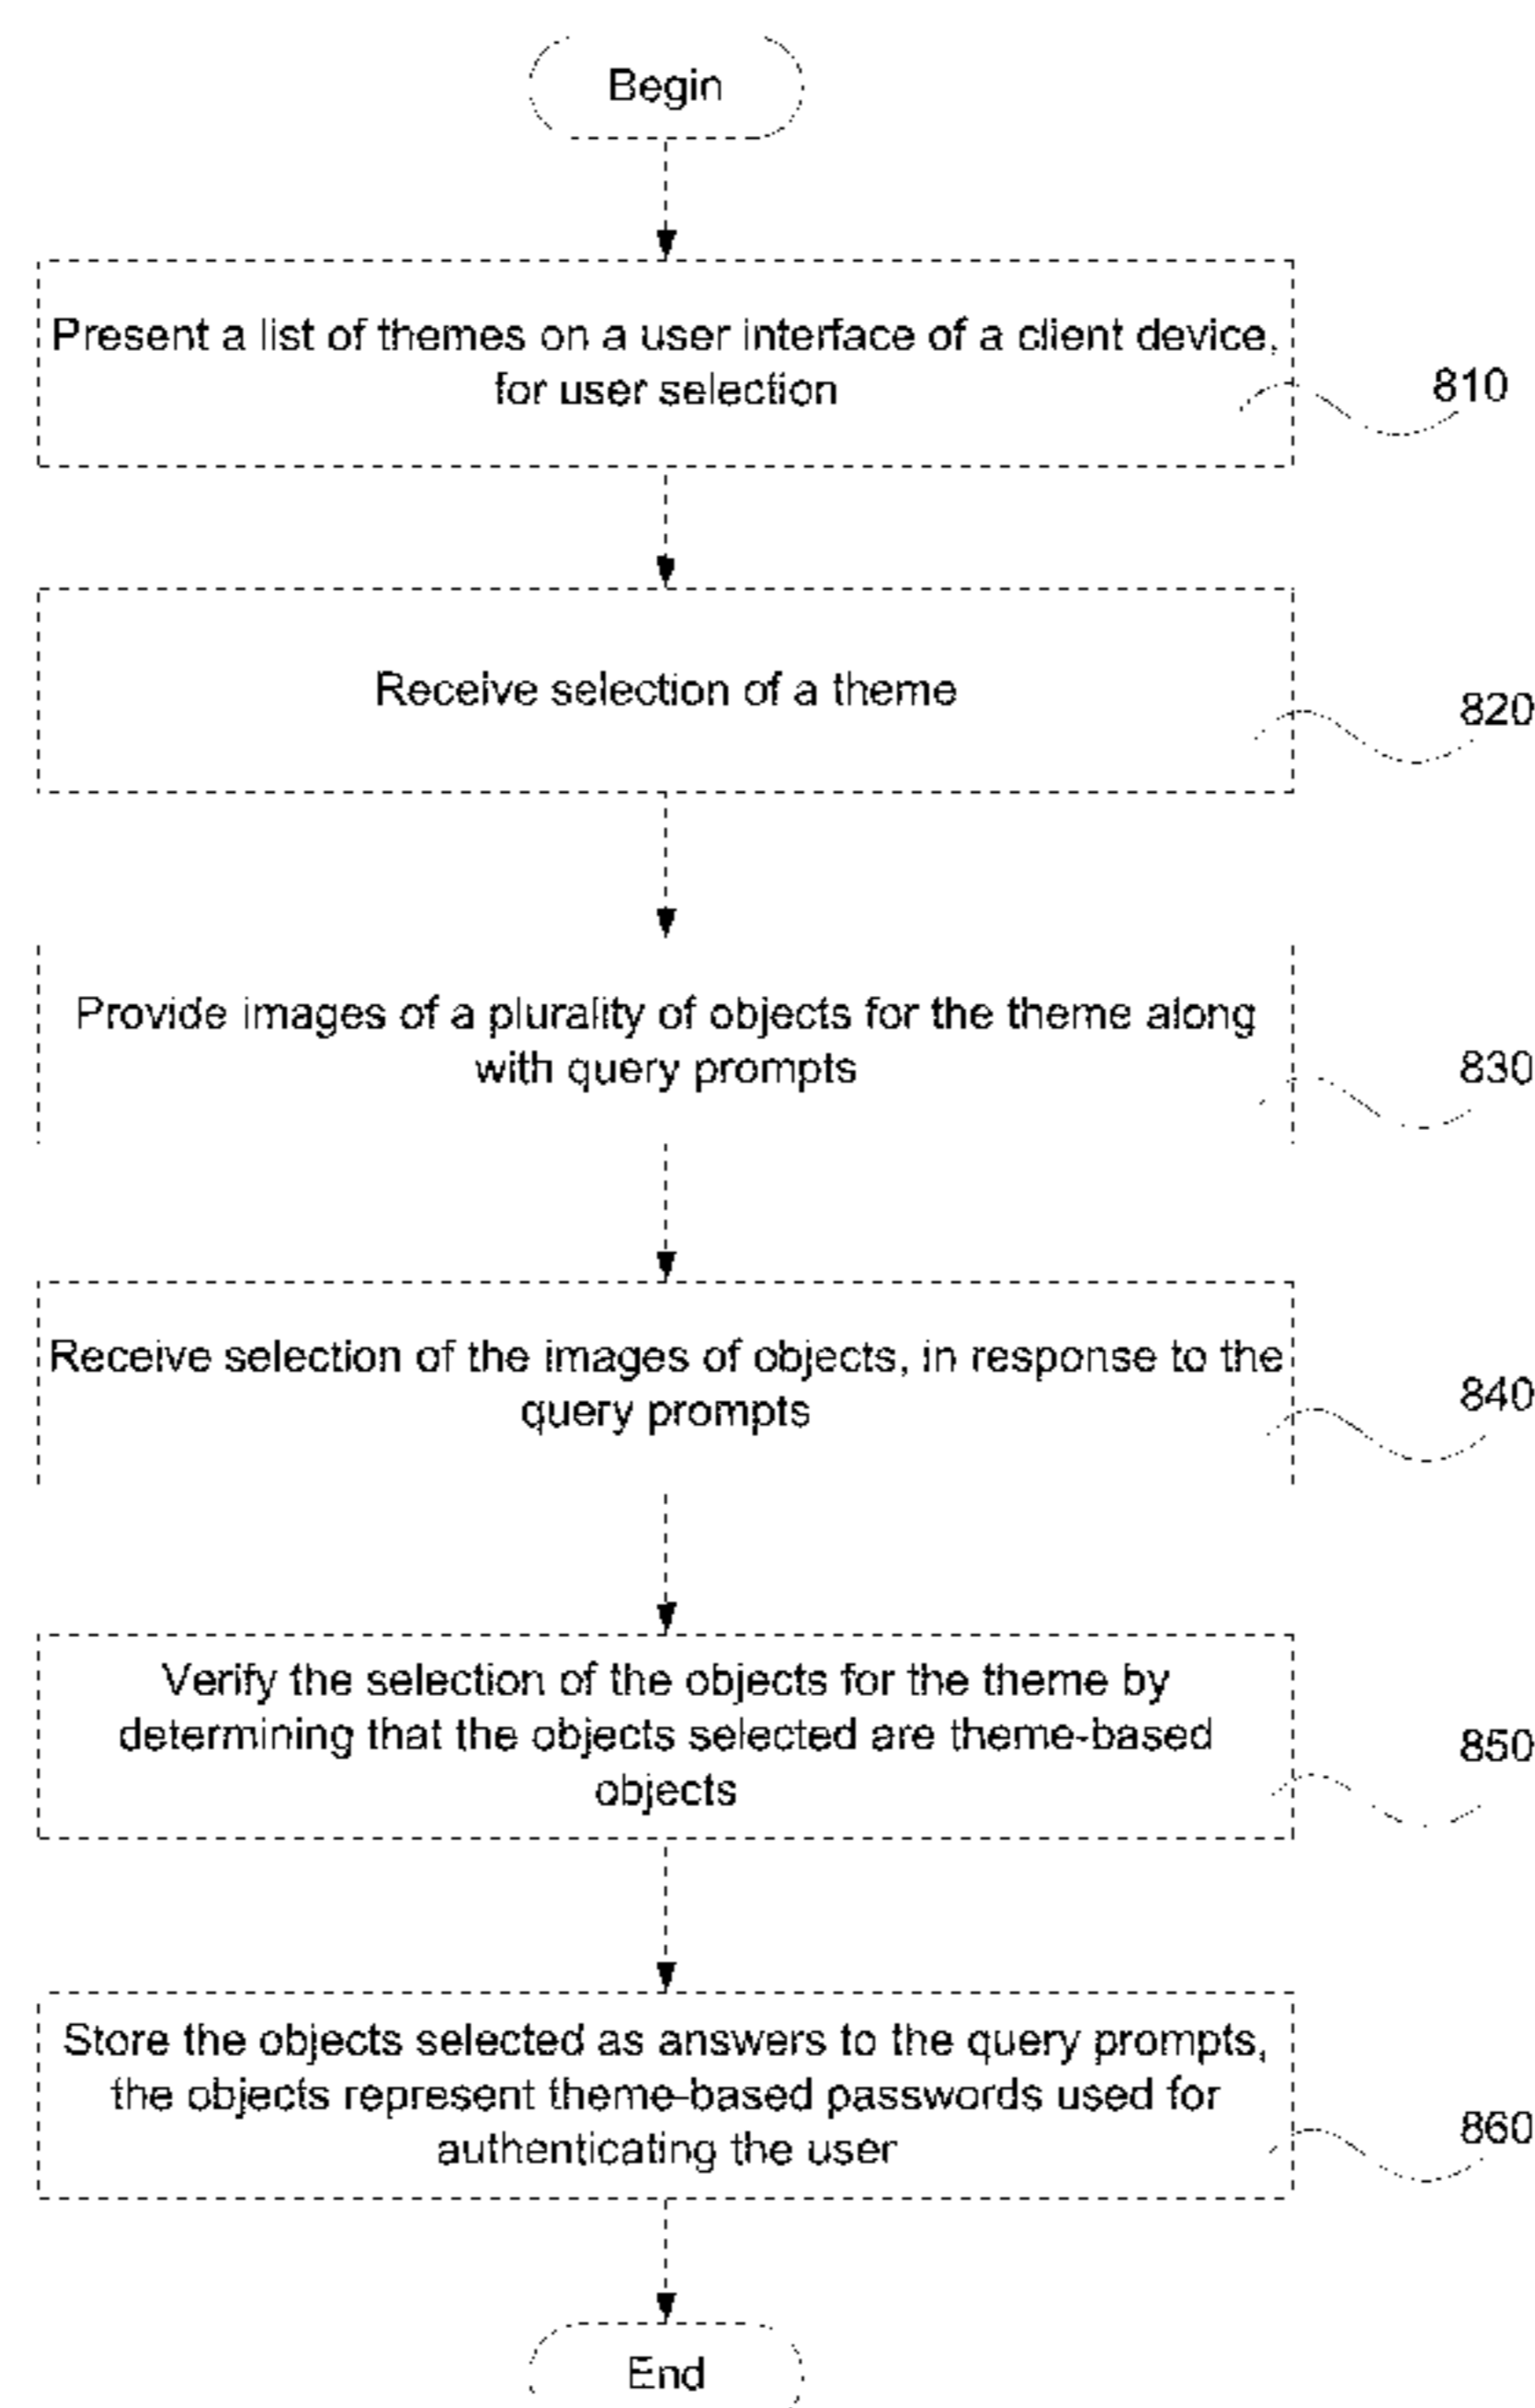 Begin
Present a list of themes on a user interface of a client device,
for user selection
810
Receive selection of a theme
820
Provide images of a plurality of objects for the theme along
with query prompts
830
Receive selection of the images of objects, in response to the
query prompts
840
Verify the selection of the objects for the theme by
determining that the objects selected are theme-based
objects
850
Store the objects selected as answers to the query prompts,
the objects represent theme-based passwords used for
authenticating the user
860
End